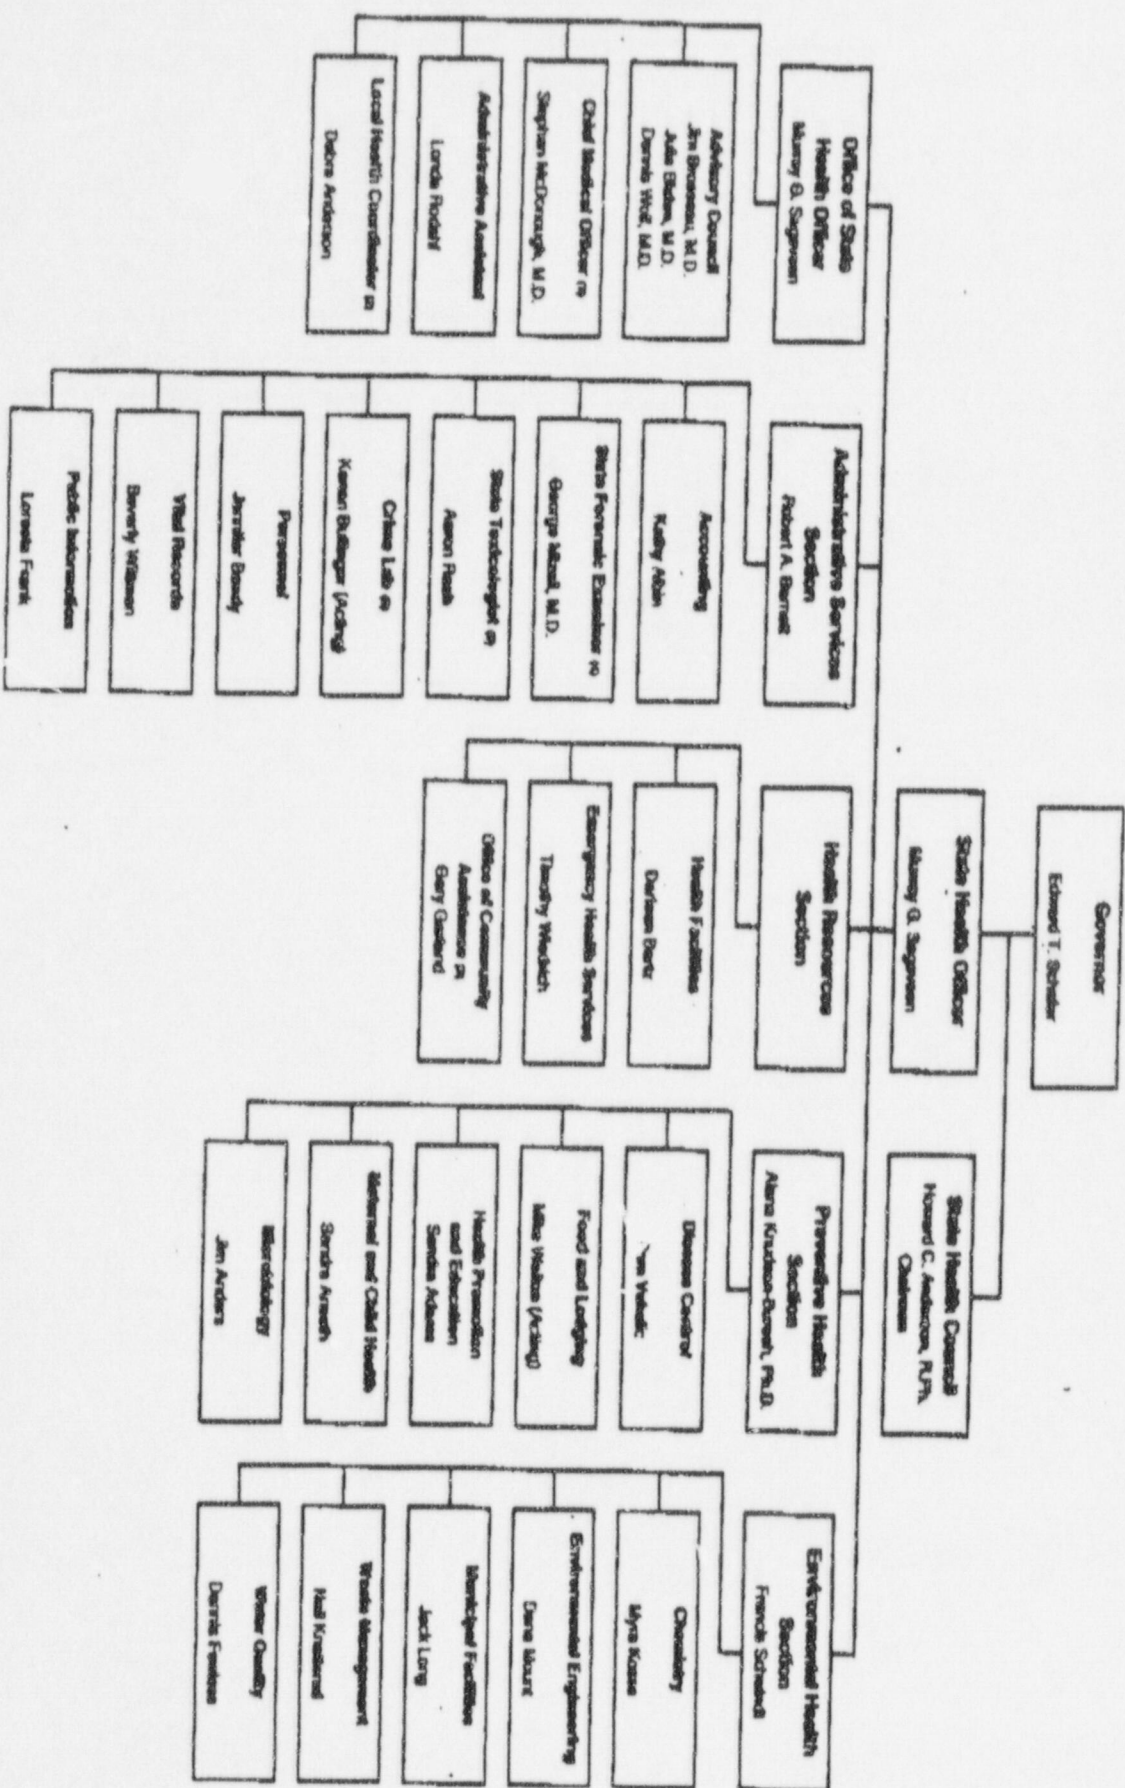 Governor
Edward T. Schafer
State Health Officer
Murray G. Sagsveen
State Health Council
Howard C. Anderson, R.Ph.
Chairman
Office of State
Health Officer
Murray G. Sagsveen
Advisory Council
Jim Brosseau, M.D.
Julie Blehm, M.D.
Dennis Wolf, M.D.
Chief Medical Officer
Stephen McDonough, M.D.
Administrative Assistant
Londa Rodahl
Local Health Coordinator
Debra Anderson
Administrative Services
Section
Robert A. Barnett
Accounting
Kathy Albin
State Forensic Examiner
George Mizell, M.D.
State Toxicologist
Aaron Rash
Crime Lab
Karen Bullinger (Acting)
Personnel
Jennifer Brady
Vital Records
Beverly Wittman
Public Information
Loreeta Frank
Health Resources
Section
Health Facilities
Darleen Bartz
Emergency Health Services
Timothy Wiedrich
Office of Community
Assistance
Gary Garland
Preventive Health
Section
Alana Knudson-Buresh, Ph.D.
Disease Control
Food and Lodging
(Acting)
Health Promotion
and Education
Sandra Adams
Maternal and Child Health
Sandra Anseth
Microbiology
Jim Anders
Environmental Health
Section
Francis Schwindt
Chemistry
Myra Kosse
Environmental Engineering
Dana Mount
Municipal Facilities
Jack Long
Waste Management
Neil Knatterud
Water Quality
Dennis Fewless